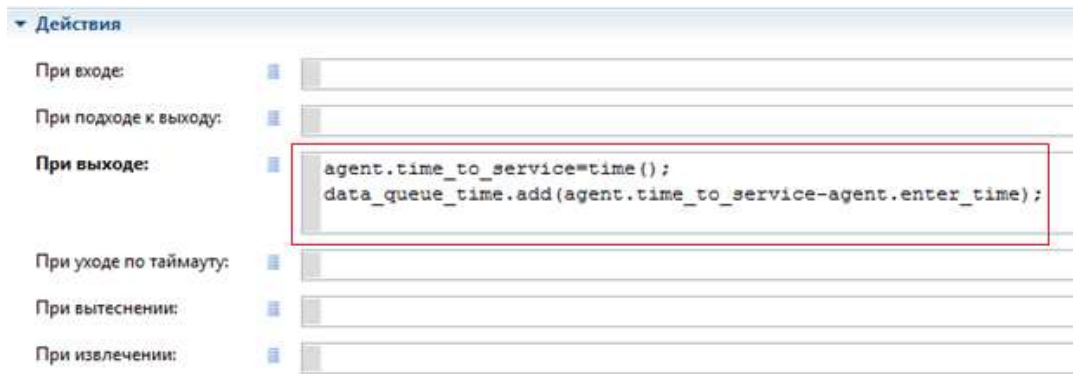 Действия
При входе:
При подходе к выходу:
При выходе:
agent.time_to_service=time();
data_queue_time.add(agent.time_to_service-agent.enter_time);
При уходе по таймауту:
При вытеснении:
При извлечении: